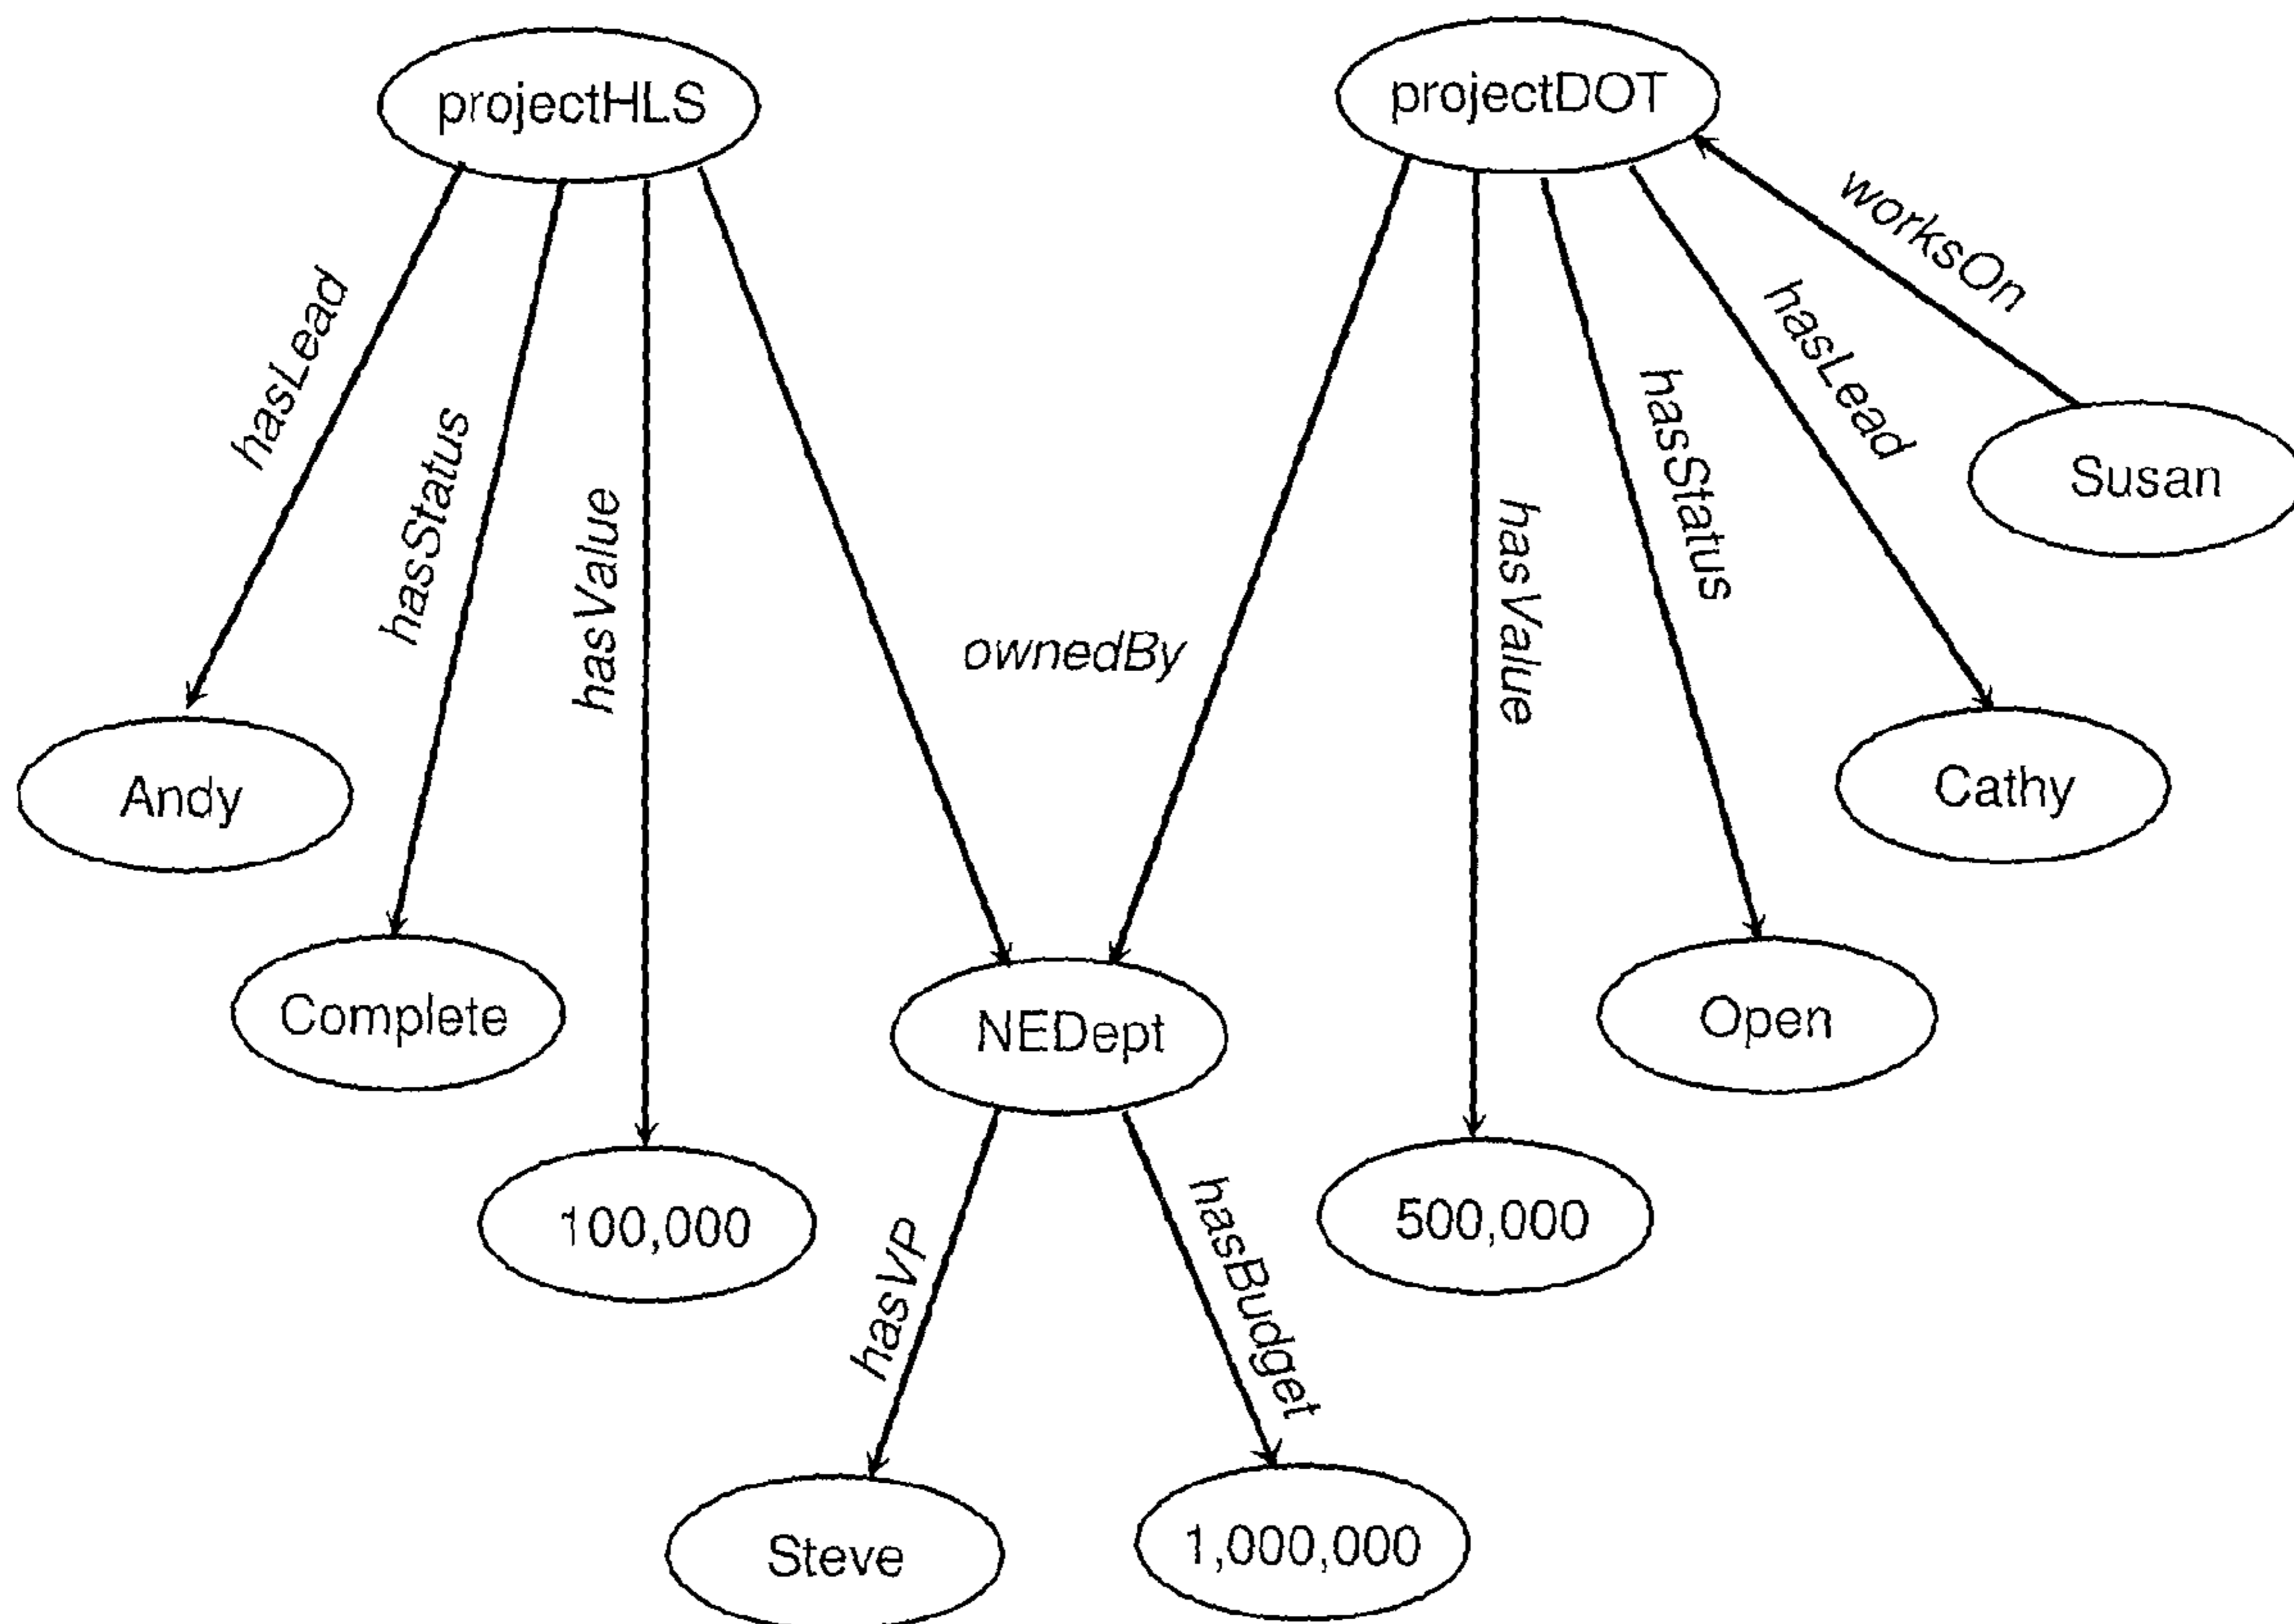 projectHLS
projectDOT
worksOn
hasLead
hasLead
hasStatus
hasStatus
hasValue
hasValue
Susan
ownedBy
Andy
Cathy
Complete
NEDept
Open
100,000
500,000
hasVP
hasBudget
Steve
1,000,000